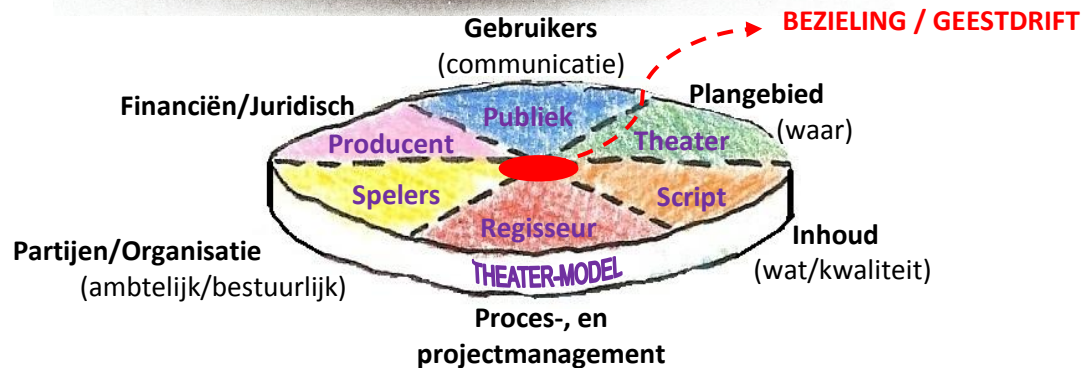 BEZIELING / GEESTDRIFT
Gebruikers
(communicatie)
Financiën/Juridisch
Plangebied
(waar)
Publiek
Producent
Theater
Spelers
Script
Regisseur
Partijen/Organisatie
(ambtelijk/bestuurlijk)
Inhoud
(wat/kwaliteit)
THEATER-MODEL
Proces-, en
projectmanagement